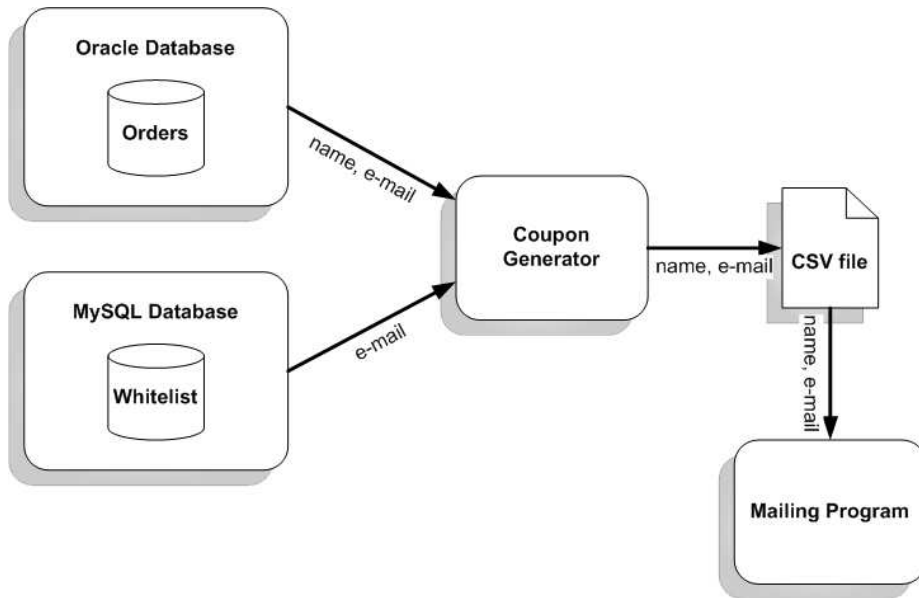 Oracle Database
Orders
name, e-mail
MySQL Database
Whitelist
e-mail
Coupon
Generator
name, e-mail
CSV file
name, e-mail
Mailing Program